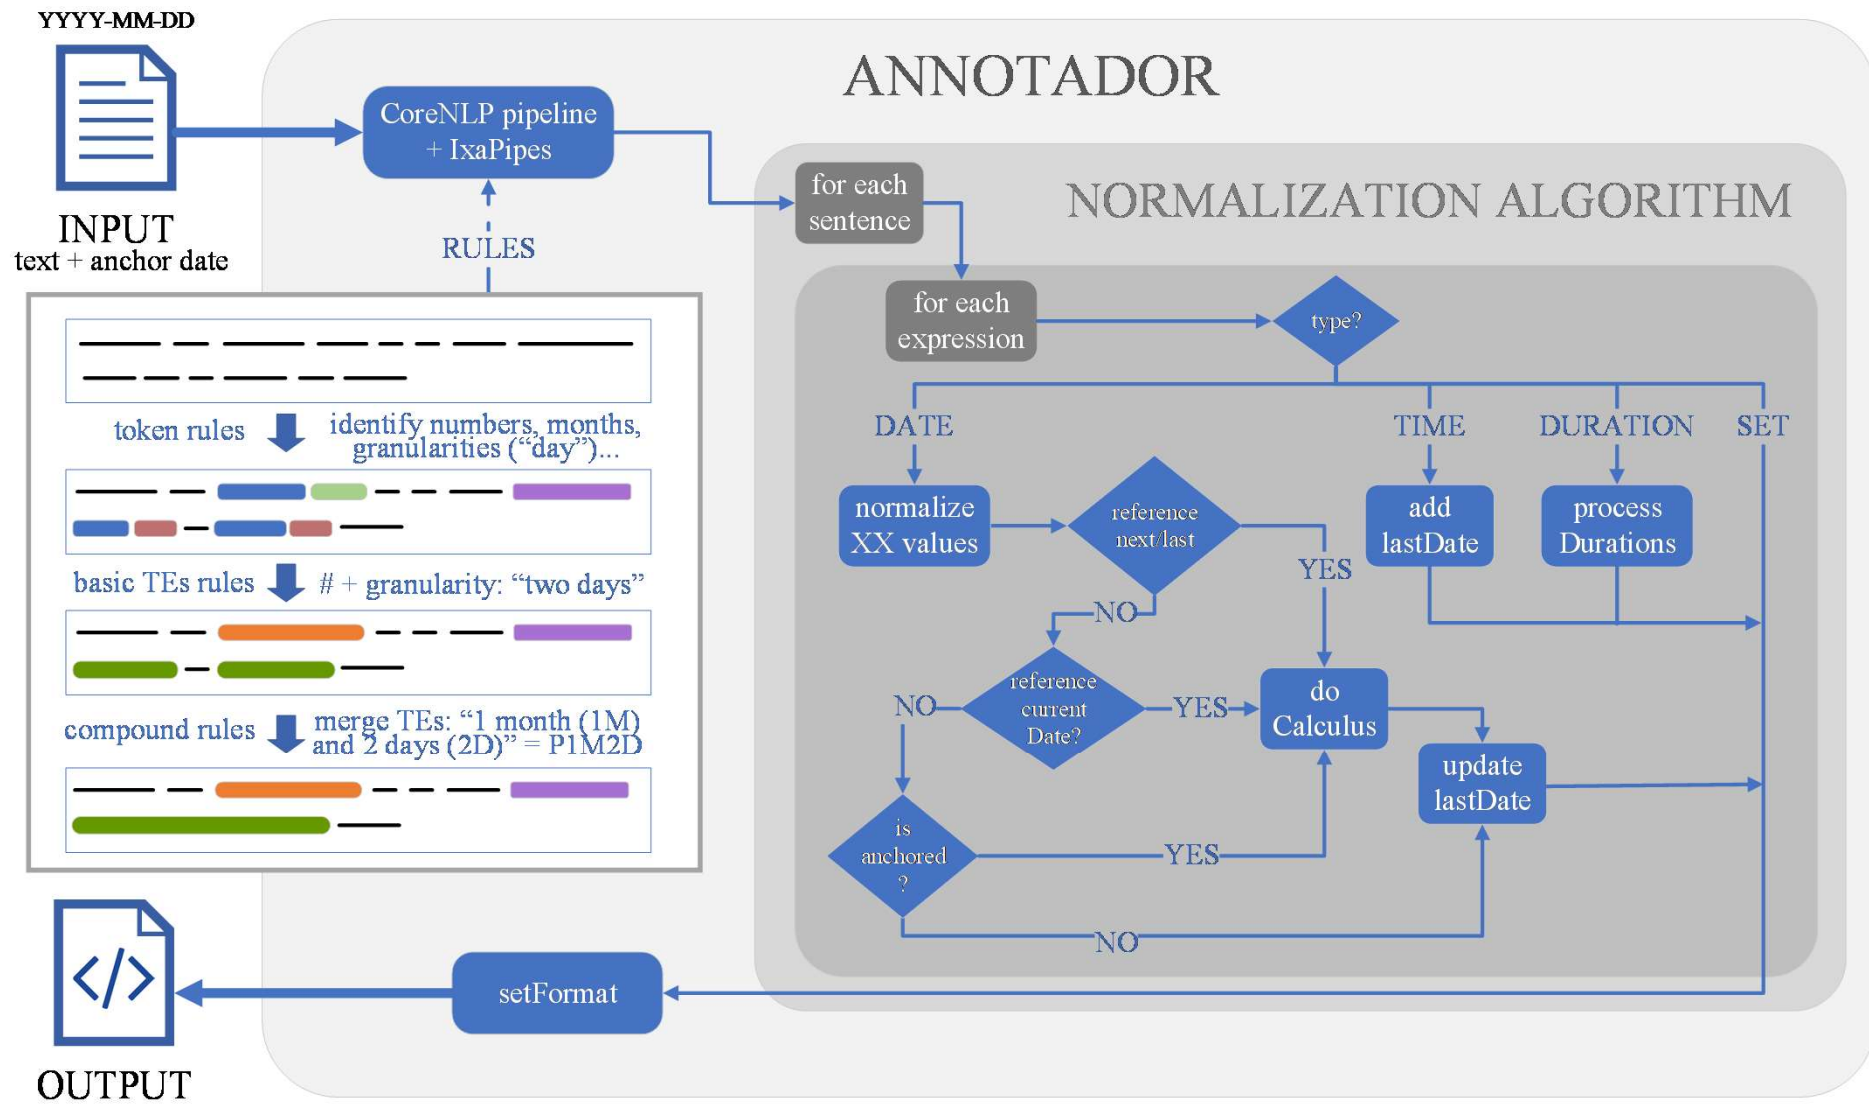 YYYY-MM-DD
INPUT
text + anchor date
ANNOTADOR
CoreNLP pipeline
+ IxaPipes
RULES
token rules
identify numbers, months,
granularities (“day”)...
basic TEs rules
# + granularity: “two days”
compound rules
merge TEs: “1 month (1M)
and 2 days (2D)” = P1M2D
NORMALIZATION ALGORITHM
for each
sentence
for each
expression
type?
DATE
TIME
DURATION
SET
normalize
XX values
reference
next/last
add
lastDate
process
Durations
YES
NO
reference
current
Date?
NO
YES
do
Calculus
update
lastDate
is
anchored
?
YES
NO
setFormat
</>
OUTPUT